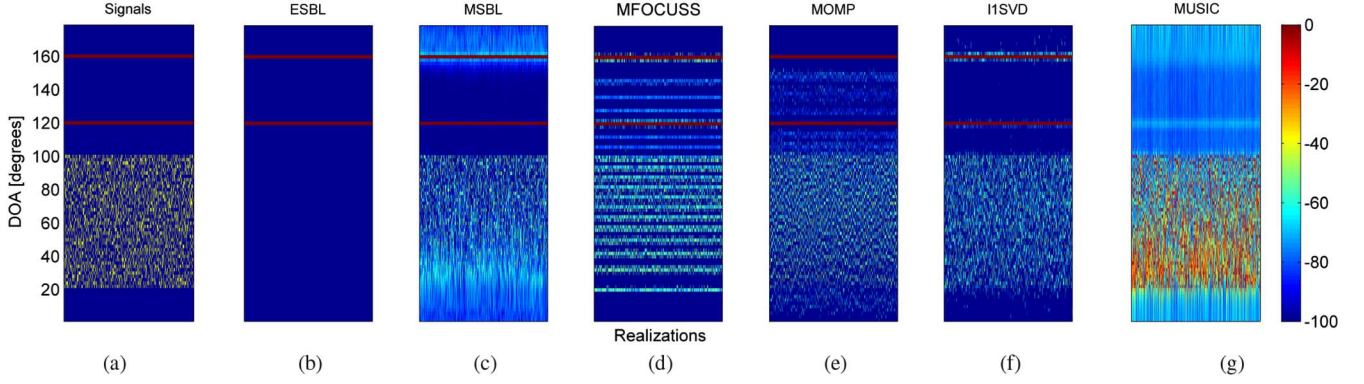 Signals
ESBL
MSBL
MFOCUSS
MOMP
l1SVD
MUSIC
DOA [degrees]
160
140
120
100
80
60
40
20
0
-20
-40
-60
-80
-100
Realizations
(a)
(b)
(c)
(d)
(e)
(f)
(g)